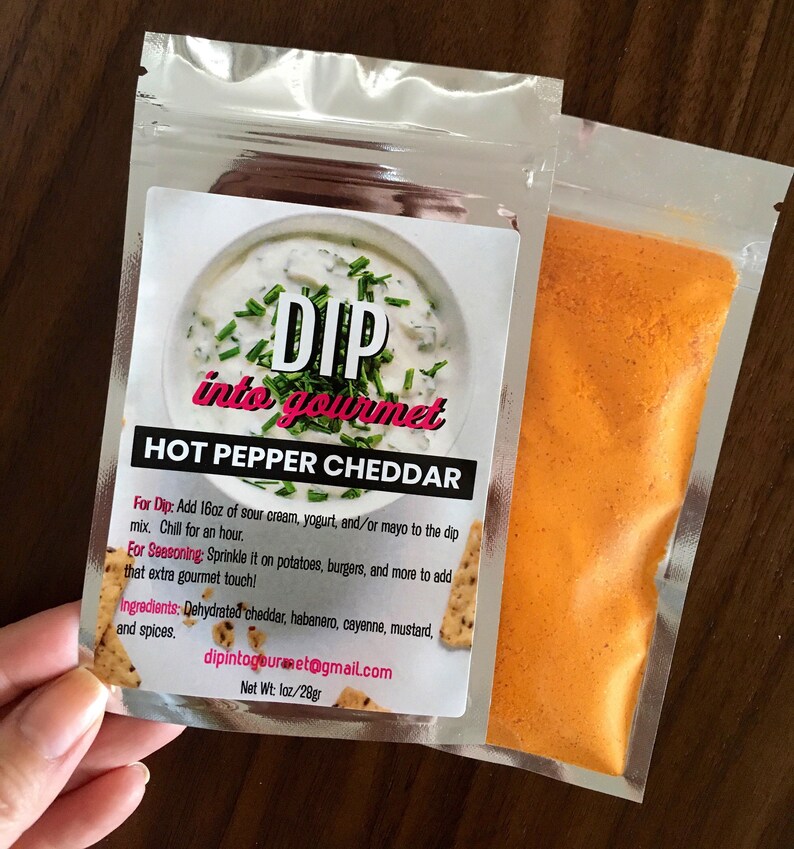 DIP
into gourmet
HOT PEPPER CHEDDAR
For Dip: Add 16oz of sour cream, yogurt, and/or mayo to the dip
mix. Chill for an hour.
For Seasoning: Sprinkle it on potatoes, burgers, and more to add
that extra gourmet touch!
Ingredients: Dehydrated cheddar, habanero, cayenne, mustard,
and spices.
dipintogourmet@gmail.com
Net Wt: 1oz/28gr